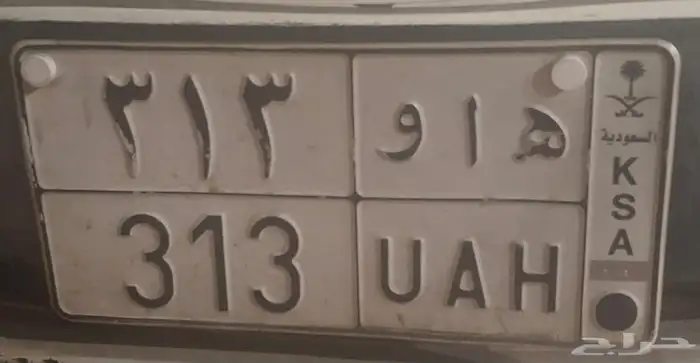 ٣١٣ هـ ا و
313 UAH
السعودية
K
S
A
حراج